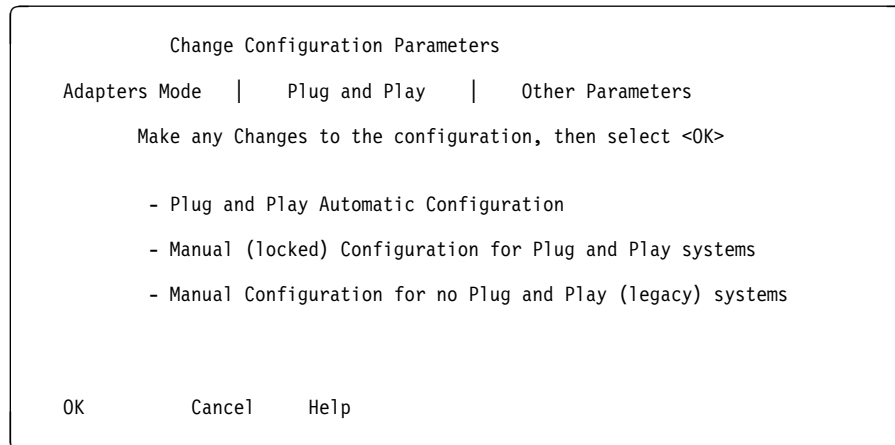 Change Configuration Parameters
Adapters Mode | Plug and Play | Other Parameters
Make any Changes to the configuration, then select <OK>
- Plug and Play Automatic Configuration
- Manual (locked) Configuration for Plug and Play systems
- Manual Configuration for no Plug and Play (legacy) systems
OK Cancel Help